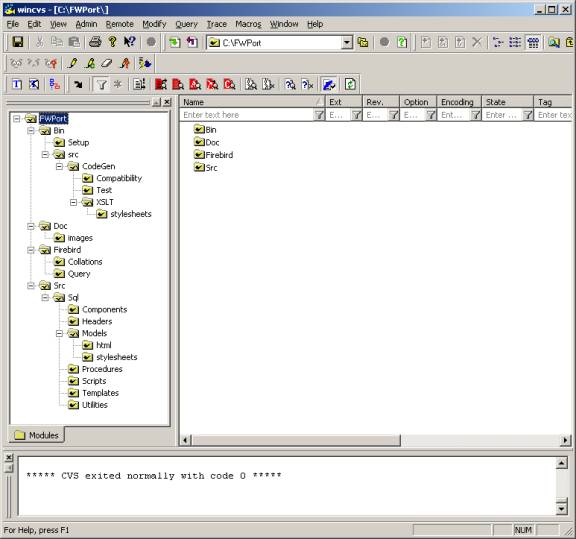 wincvs - [C:\FWPort\]
File Edit View Admin Remote Modify Query Trace Macros Window Help
C:\FWPort
Name Ext Rev. Option Encoding State Tag
Enter text here E... E... E... Ent... Enter ... Enter tex
FWPort
Bin
Setup
src
CodeGen
Compatibility
Test
XSLT
stylesheets
Doc
images
Firebird
Collations
Query
Src
Sql
Components
Headers
Models
html
stylesheets
Procedures
Scripts
Templates
Utilities
Bin
Doc
Firebird
Src
Modules
***** CVS exited normally with code 0 *****
For Help, press F1
NUM